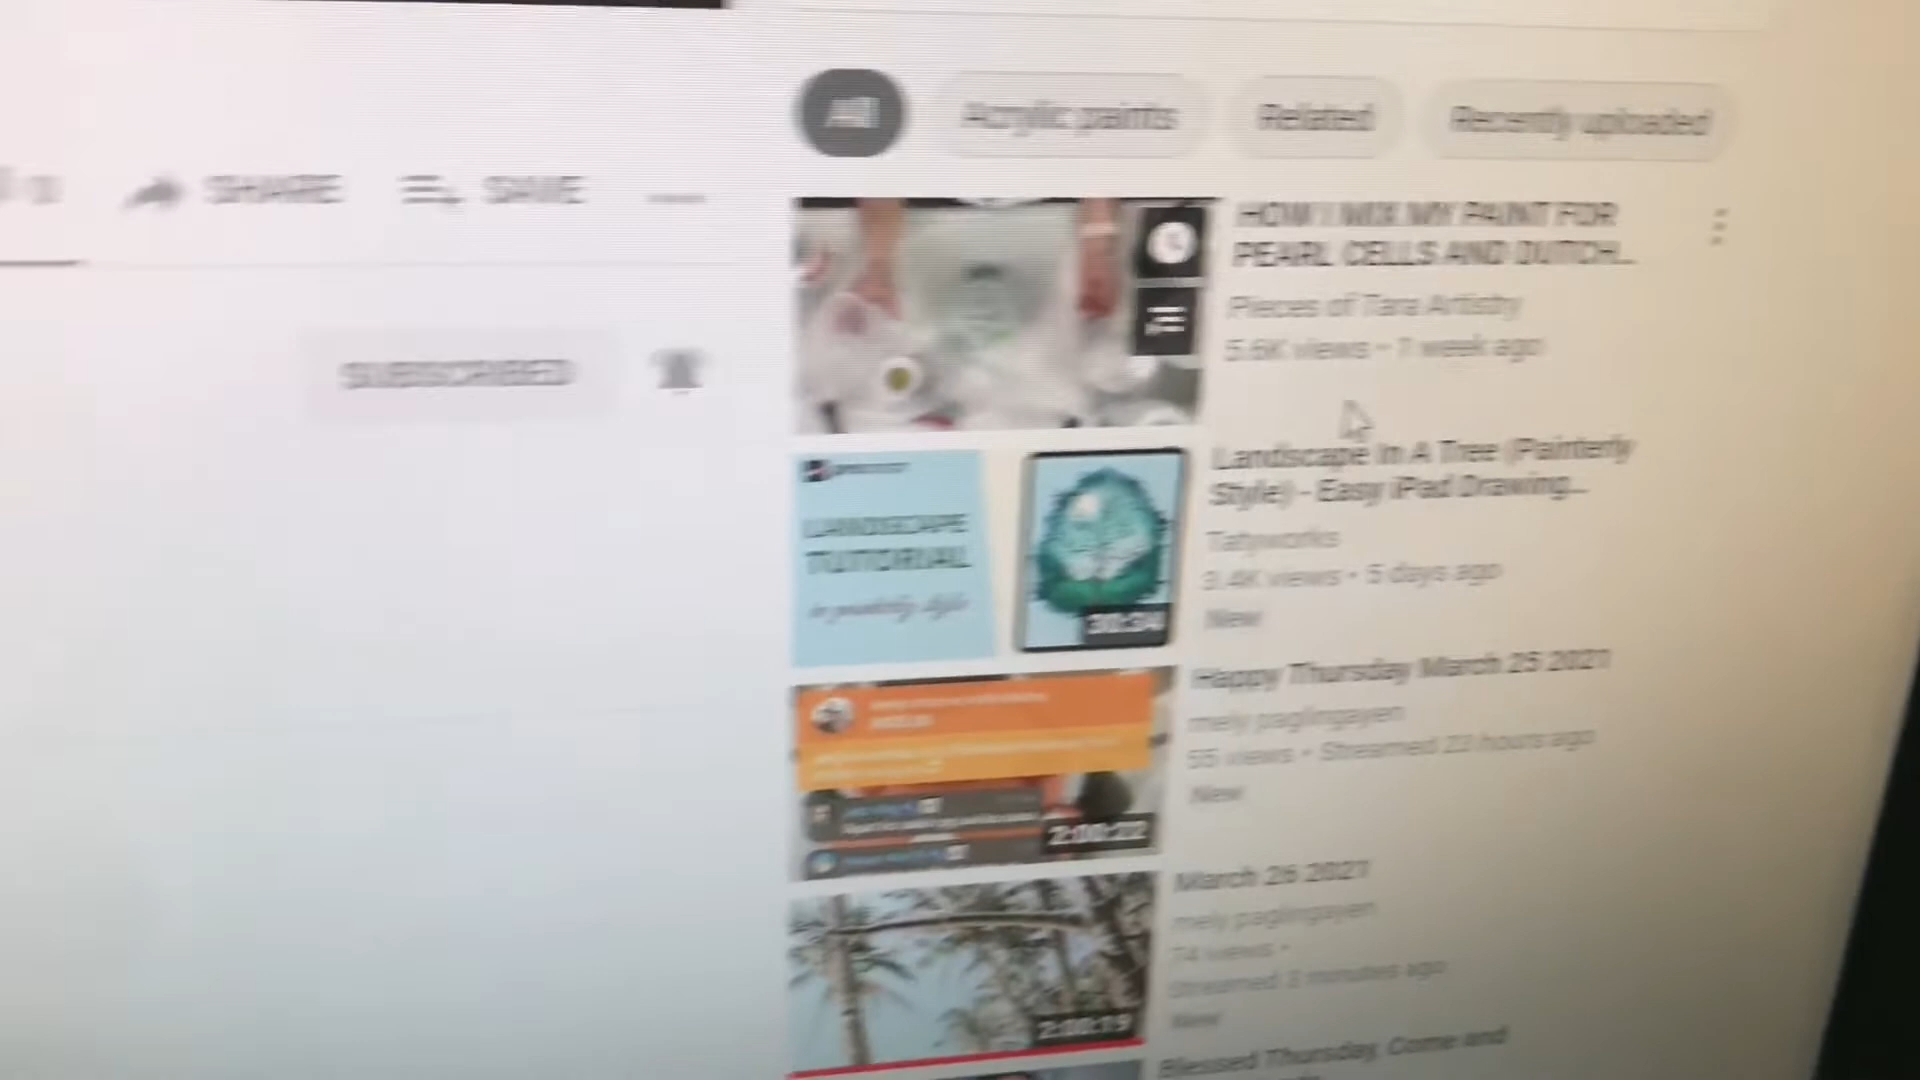 All
Acrylic paints
Related
Recently uploaded
SHARE
SAVE
SUBSCRIBED
HOW I MIX MY PAINT FOR
PEARL CELLS AND DUTCH...
Pieces of Tara Artistry
5.6K views • 1 week ago
LANDSCAPE
TUTORIAL
in painterly style
30:34
Landscape In A Tree (Painterly
Style) - Easy iPad Drawing...
Tatyworks
3.4K views • 5 days ago
New
2:00:22
Happy Thursday March 25 2021
mely paglingayen
55 views • Streamed 22 hours ago
New
2:00:19
March 26 2021
mely paglingayen
74 views •
Streamed 2 minutes ago
New
Blessed Thursday, Come and